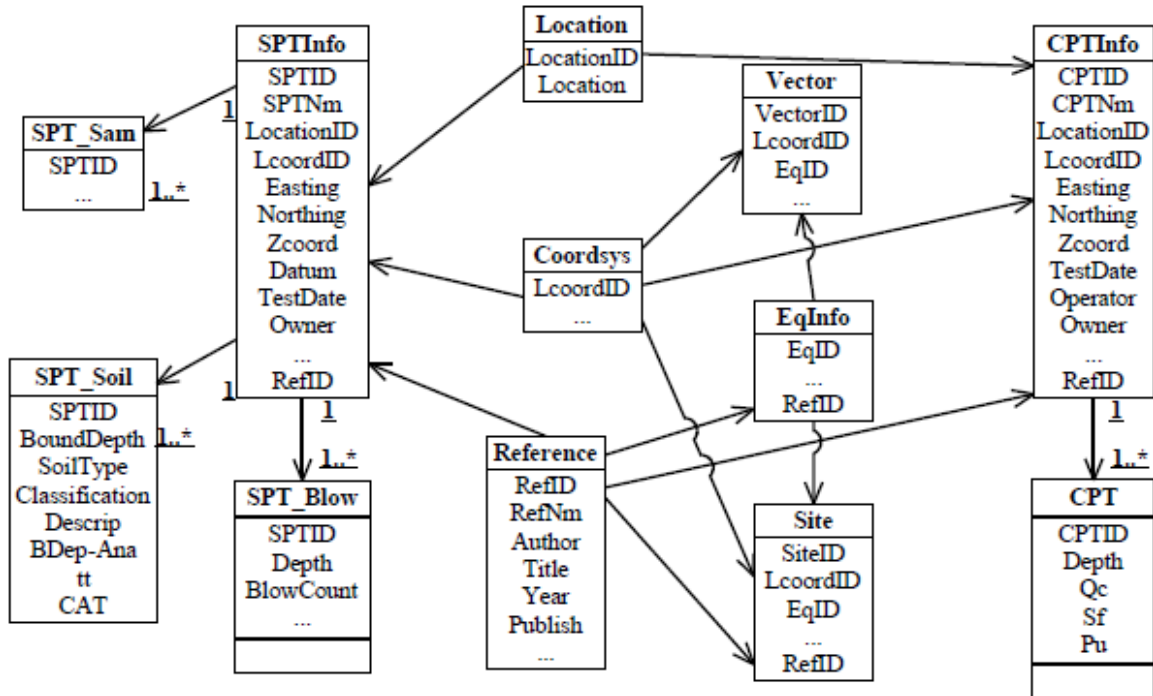 SPTInfo
SPTID
SPTNm
LocationID
LcoordID
Easting
Northing
Zcoord
Datum
TestDate
Owner
...
RefID
Location
LocationID
Location
CPTInfo
CPTID
CPTNm
LocationID
LcoordID
Easting
Northing
Zcoord
TestDate
Operator
Owner
...
RefID
Vector
VectorID
LcoordID
EqID
...
1
SPT_Sam
SPTID
...
1..*
Coordsys
LcoordID
...
EqInfo
EqID
...
RefID
SPT_Soil
SPTID
BoundDepth
SoilType
Classification
Descrip
BDep-Ana
tt
CAT
1
1..*
1
1..*
SPT_Blow
SPTID
Depth
BlowCount
...
Reference
RefID
RefNm
Author
Title
Year
Publish
...
Site
SiteID
LcoordID
EqID
...
RefID
1
1..*
CPT
CPTID
Depth
Qc
Sf
Pu